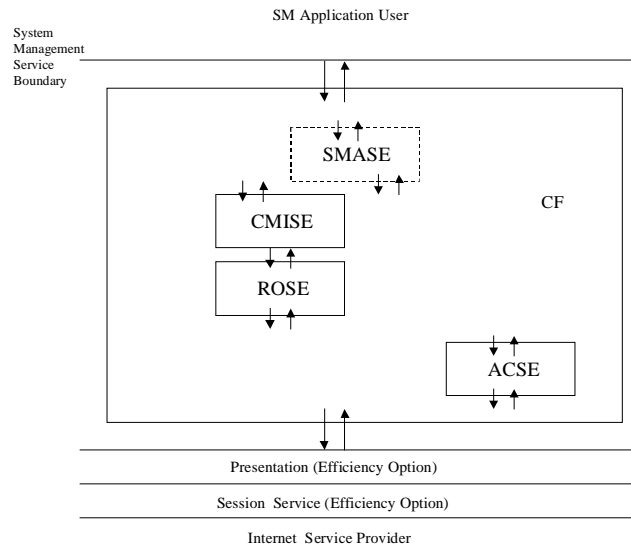 SM Application User
System
Management
Service
Boundary
SMASE
CMISE
CF
ROSE
ACSE
Presentation (Efficiency Option)
Session Service (Efficiency Option)
Internet Service Provider